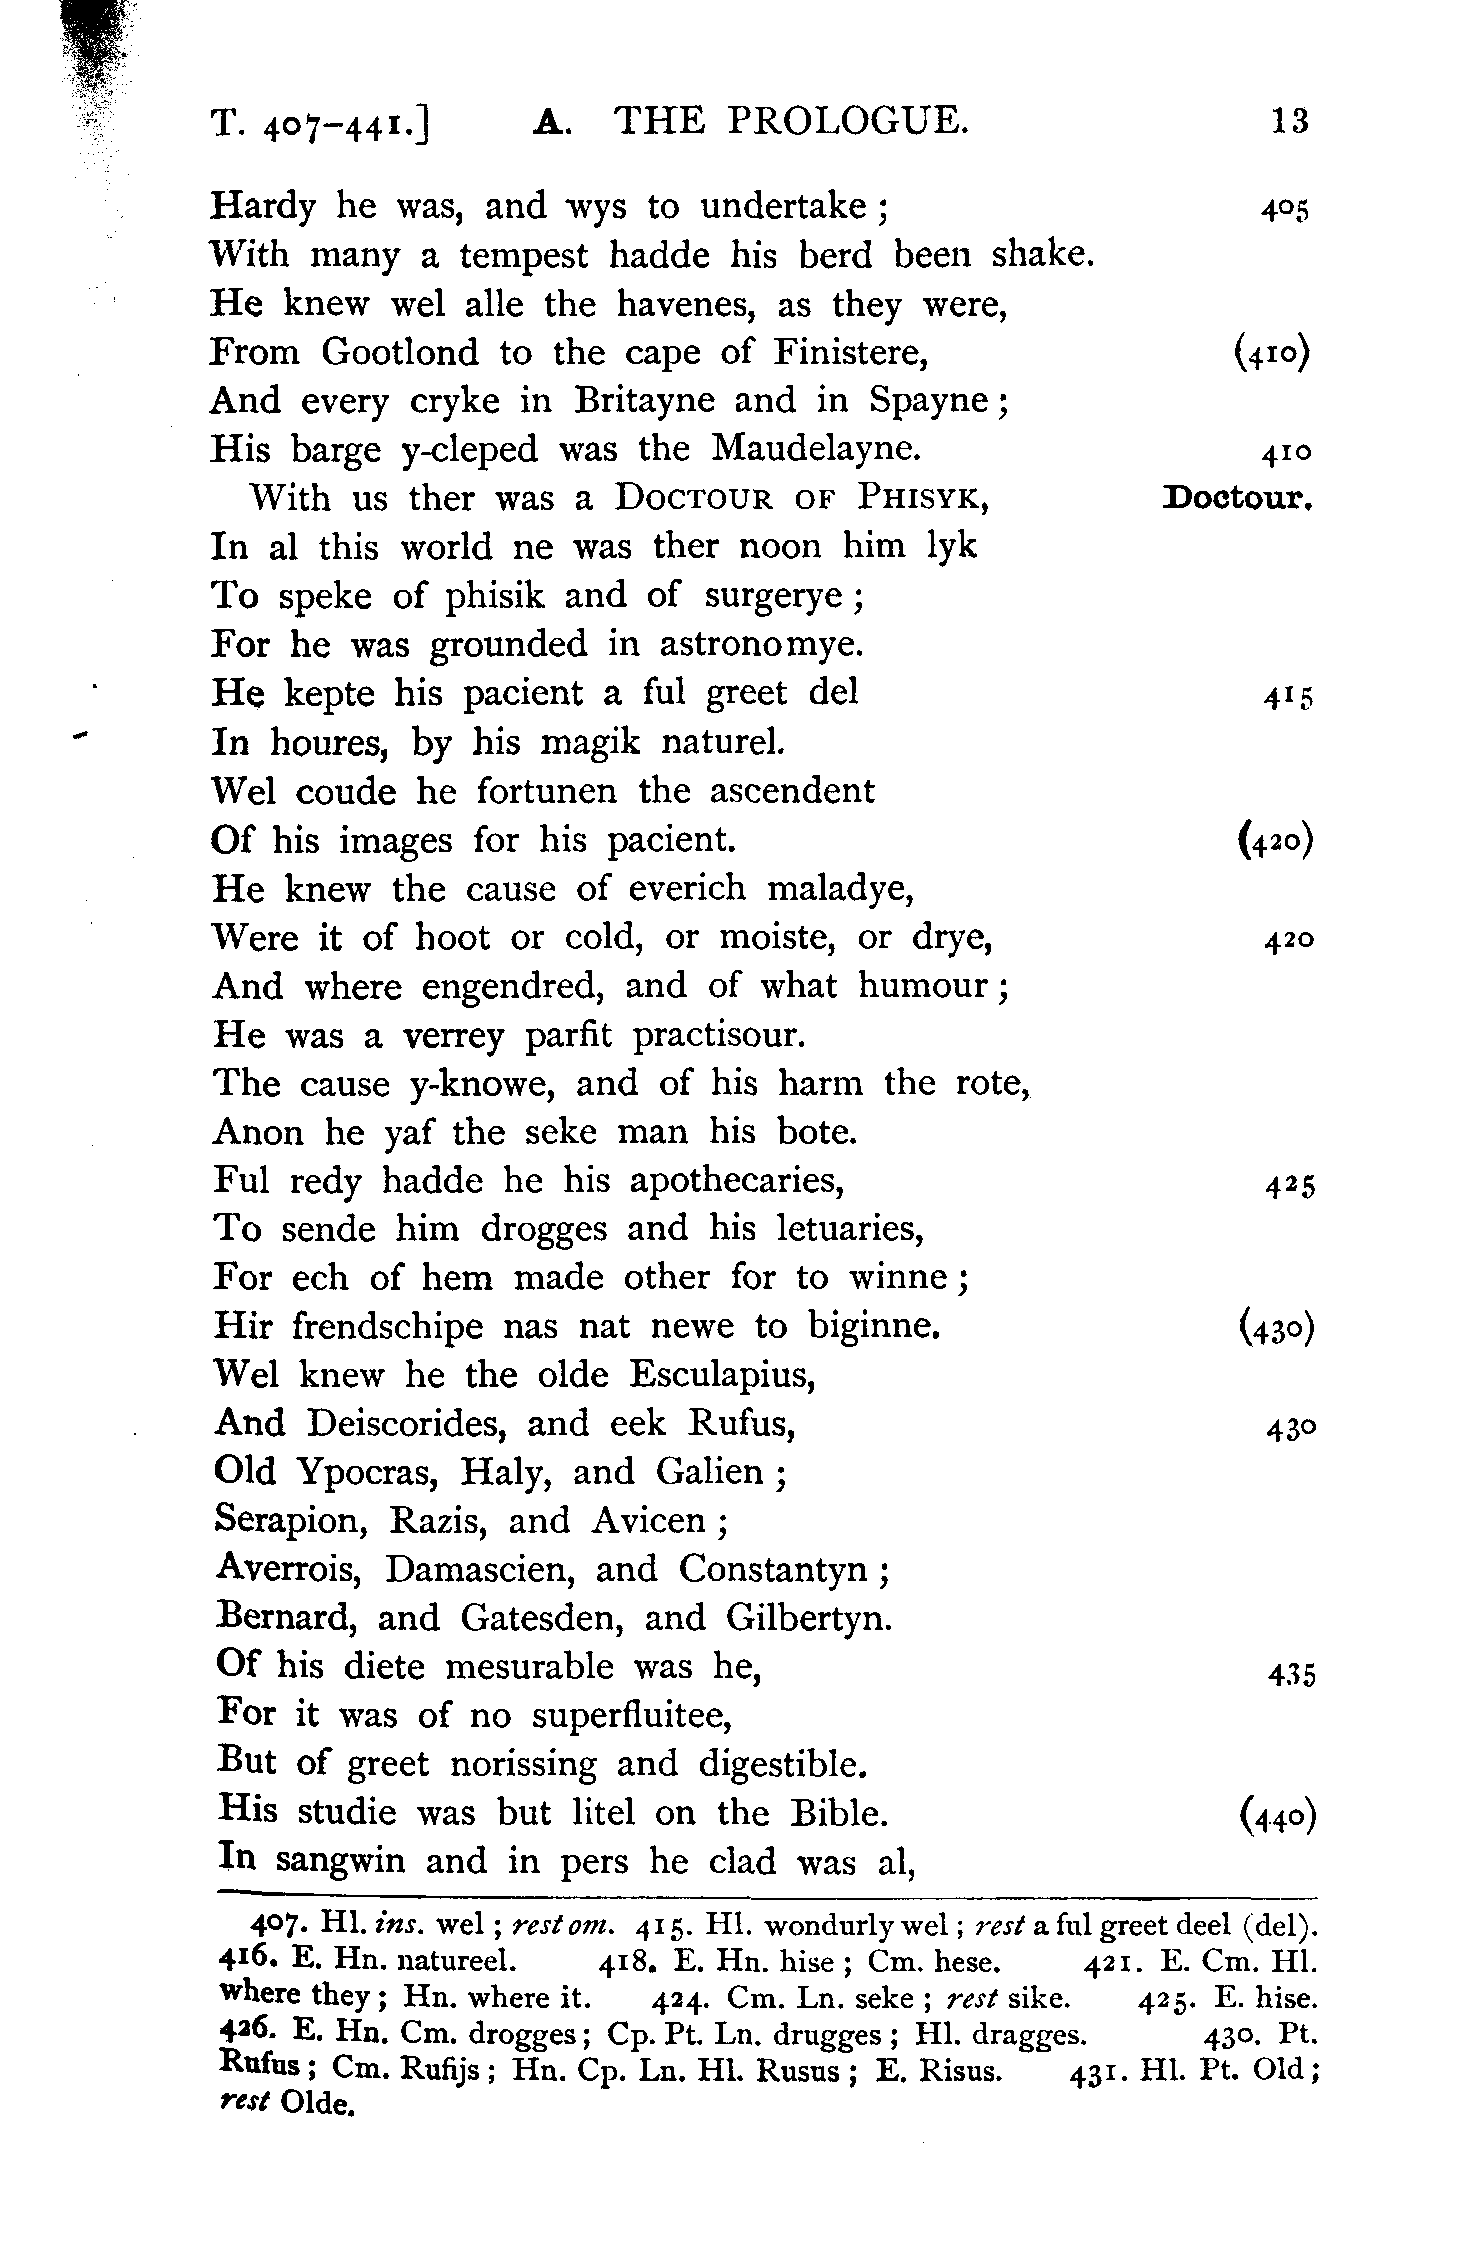 T. 407-441.] A. THE PROLOGUE. 13
Hardy he was, and wys to undertake ; 405
With many a tempest hadde his berd been shake.
He knew wel alle the havenes, as they were,
From Gootlond to the cape of Finistere, (410)
And every cryke in Britayne and in Spayne ;
His barge y-cleped was the Maudelayne. 410
With us ther was a DOCTOUR OF PHISYK, Doctour.
In al this world ne was ther noon him lyk
To speke of phisik and of surgerye ;
For he was grounded in astronomye.
He kepte his pacient a ful greet del 415
In houres, by his magik naturel.
Wel coude he fortunen the ascendent
Of his images for his pacient. (420)
He knew the cause of everich maladye,
Were it of hoot or cold, or moiste, or drye, 420
And where engendred, and of what humour ;
He was a verrey parfit practisour.
The cause y-knowe, and of his harm the rote,
Anon he yaf the seke man his bote.
Ful redy hadde he his apothecaries, 425
To sende him drogges and his letuaries,
For ech of hem made other for to winne ;
Hir frendschipe nas nat newe to biginne. (430)
Wel knew he the olde Esculapius,
And Deiscorides, and eek Rufus, 430
Old Ypocras, Haly, and Galien ;
Serapion, Razis, and Avicen ;
Averrois, Damascien, and Constantyn ;
Bernard, and Gatesden, and Gilbertyn.
Of his diete mesurable was he, 435
For it was of no superfluitee,
But of greet norissing and digestible.
His studie was but litel on the Bible. (440)
In sangwin and in pers he clad was al,
407. Hl. ins. wel ; rest om. 415. Hl. wondurly wel ; rest a ful greet deel (del).
416. E. Hn. natureel. 418. E. Hn. hise ; Cm. hese. 421. E. Cm. Hl.
where they ; Hn. where it. 424. Cm. Ln. seke ; rest sike. 425. E. hise.
426. E. Hn. Cm. drogges ; Cp. Pt. Ln. drugges ; Hl. dragges. 430. Pt.
Rufus ; Cm. Rufijs ; Hn. Cp. Ln. Hl. Rusus ; E. Risus. 431. Hl. Pt. Old ;
rest Olde.